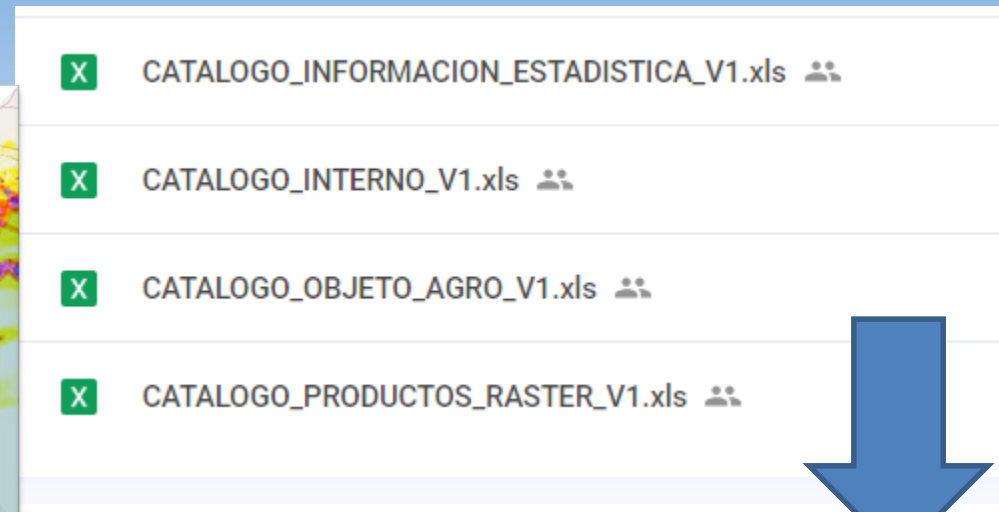 X CATALOGO_INFORMACION_ESTADISTICA_V1.xls
X CATALOGO_INTERNO_V1.xls
X CATALOGO_OBJETO_AGRO_V1.xls
X CATALOGO_PRODUCTOS_RASTER_V1.xls